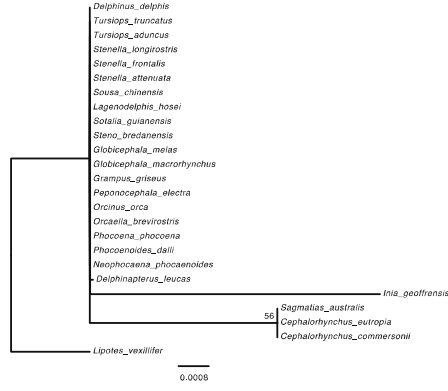 Delphinus_delphis
Tursiops_truncatus
Tursiops_aduncus
Stenella_longirostris
Stenella_frontalis
Stenella_attenuata
Sousa_chinensis
Lagenodelphis_hosei
Sotalia_guianensis
Steno_bredanensis
Globicephala_melas
Globicephala_macrorhynchus
Grampus_griseus
Peponocephala_electra
Orcinus_orca
Orcaella_brevirostris
Phocoena_phocoena
Phocoenoides_dalli
Neophocaena_phocaenoides
Delphinapterus_leucas
Inia_geoffrensis
Sagmatias_australis
56
Cephalorhynchus_eutropia
Cephalorhynchus_commersonii
Lipotes_vexillifer
0.0008